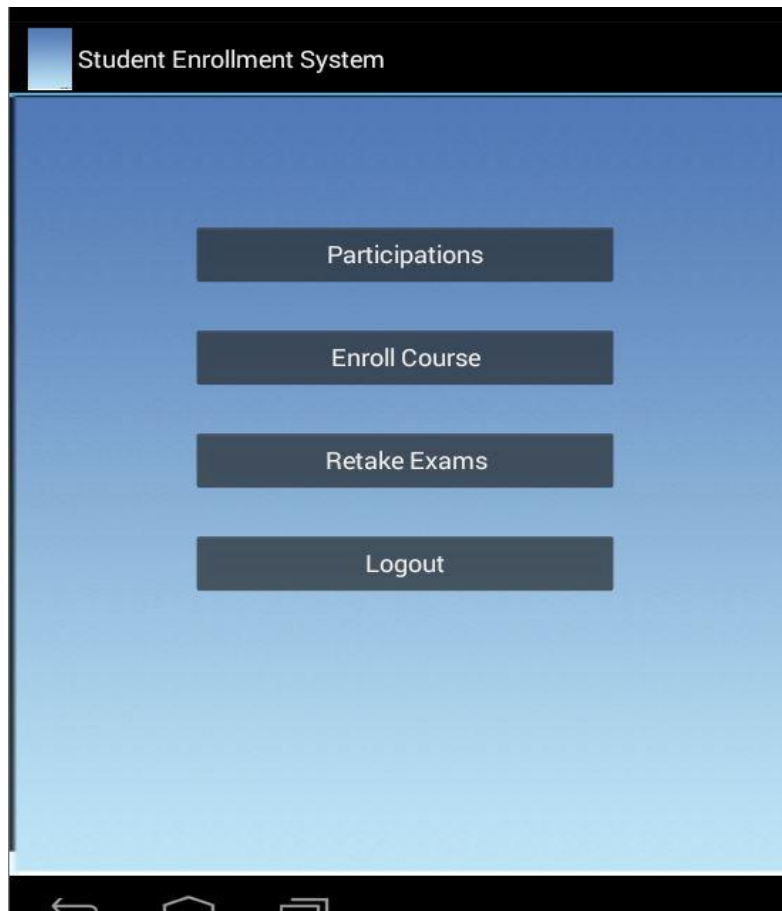 Student Enrollment System
Participations
Enroll Course
Retake Exams
Logout